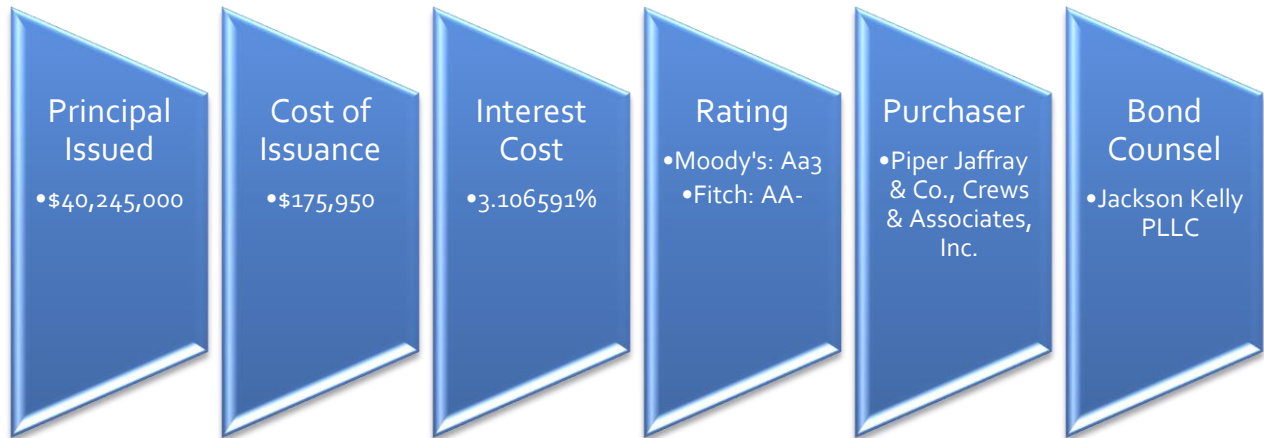 Principal
Issued
•$40,245,000
Cost of
Issuance
•$175,950
Interest
Cost
•3.106591%
Rating
•Moody's: Aa3
•Fitch: AA-
Purchaser
•Piper Jaffray
& Co., Crews
& Associates,
Inc.
Bond
Counsel
•Jackson Kelly
PLLC